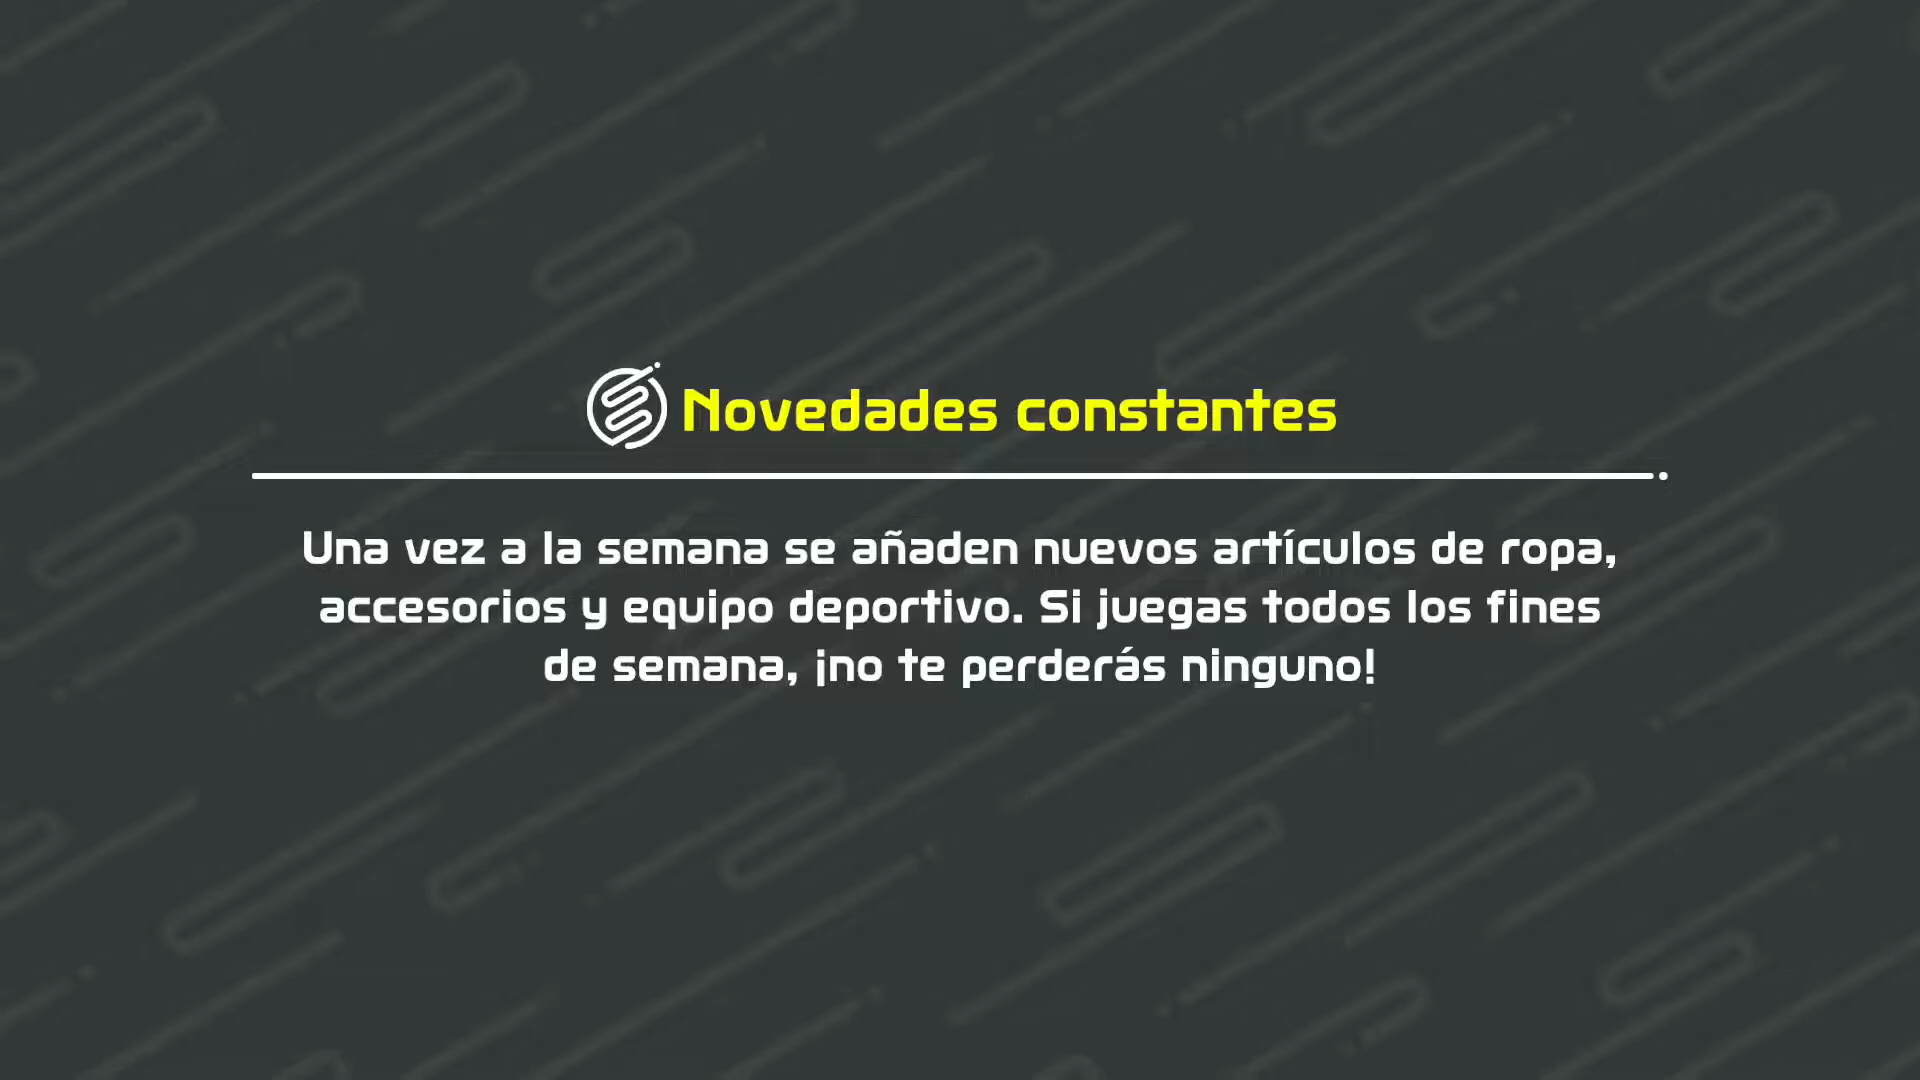 Novedades constantes
Una vez a la semana se añaden nuevos artículos de ropa,
accesorios y equipo deportivo. Si juegas todos los fines
de semana, ¡no te perderás ninguno!